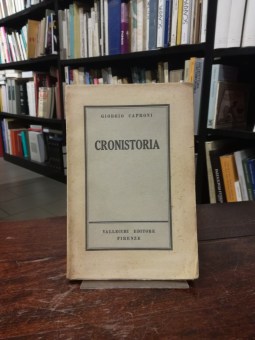 GIORGIO CAPRONI
CRONISTORIA
VALLECCHI EDITORE
FIRENZE